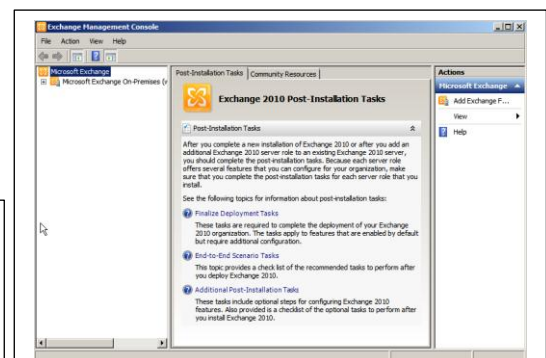 Exchange Management Console
File Action View Help
Microsoft Exchange
Microsoft Exchange On-Premises (v
Post-Installation Tasks Community Resources
Exchange 2010 Post-Installation Tasks
Post-Installation Tasks
After you complete a new installation of Exchange 2010 or after you add an
additional Exchange 2010 server role to an existing Exchange 2010 server,
you should complete the post-installation tasks. Because each server role
offers several features that you can configure for your organization, make
sure that you complete the post-installation tasks for each server role that you
install.
See the following topics for information about post-installation tasks:
Finalize Deployment Tasks
These tasks are required to complete the deployment of your Exchange
2010 organization. The tasks apply to features that are enabled by default
but require additional configuration.
End-to-End Scenario Tasks
This topic provides a check list of the recommended tasks to perform after
you deploy Exchange 2010.
Additional Post-Installation Tasks
These tasks include optional steps for configuring Exchange 2010
features. Also provided is a checklist of the optional tasks to perform after
you install Exchange 2010.
Actions
Microsoft Exchange
Add Exchange F...
View
Help